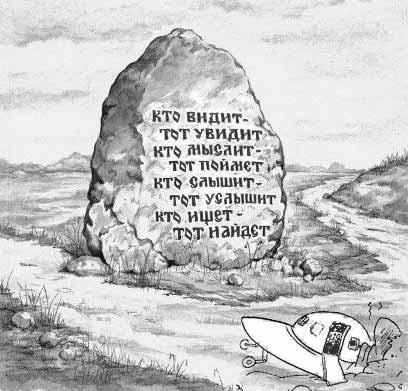 КТО ВИДИТ-
ТОТ УВИДИТ
КТО МЫСЛИТ-
ТОТ ПОЙМЕТ
КТО СЛЫШИТ-
ТОТ УСЛЫШИТ
КТО ИЩЕТ-
ТОТ НАЙДЕТ